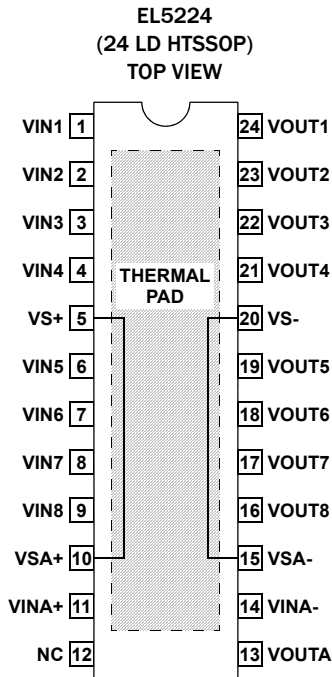 EL5224
(24 LD HTSSOP)
TOP VIEW
VIN1 1 24 VOUT1
VIN2 2 23 VOUT2
VIN3 3 22 VOUT3
VIN4 4 21 VOUT4
THERMAL
PAD
VS+ 5 20 VS-
VIN5 6 19 VOUT5
VIN6 7 18 VOUT6
VIN7 8 17 VOUT7
VIN8 9 16 VOUT8
VSA+ 10 15 VSA-
VINA+ 11 14 VINA-
NC 12 13 VOUTA